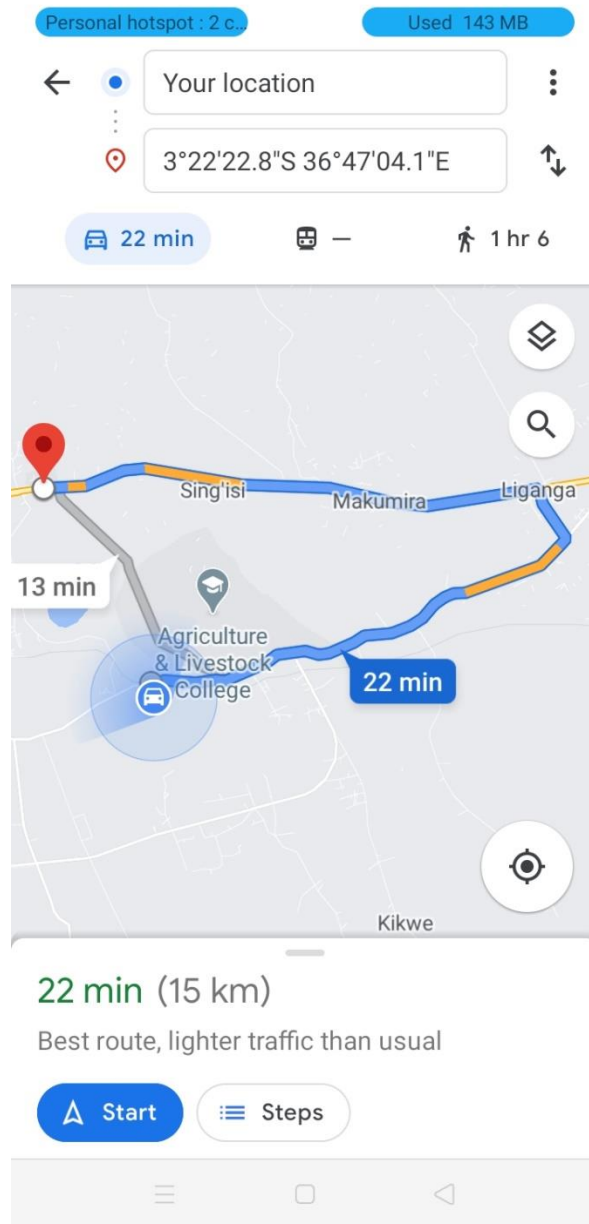 Personal hotspot : 2 c...
Used 143 MB
Your location
3°22'22.8"S 36°47'04.1"E
22 min
—
1 hr 6
Sing'isi
Makumira
Liganga
13 min
Agriculture
& Livestock
College
22 min
Kikwe
22 min (15 km)
Best route, lighter traffic than usual
Start
Steps